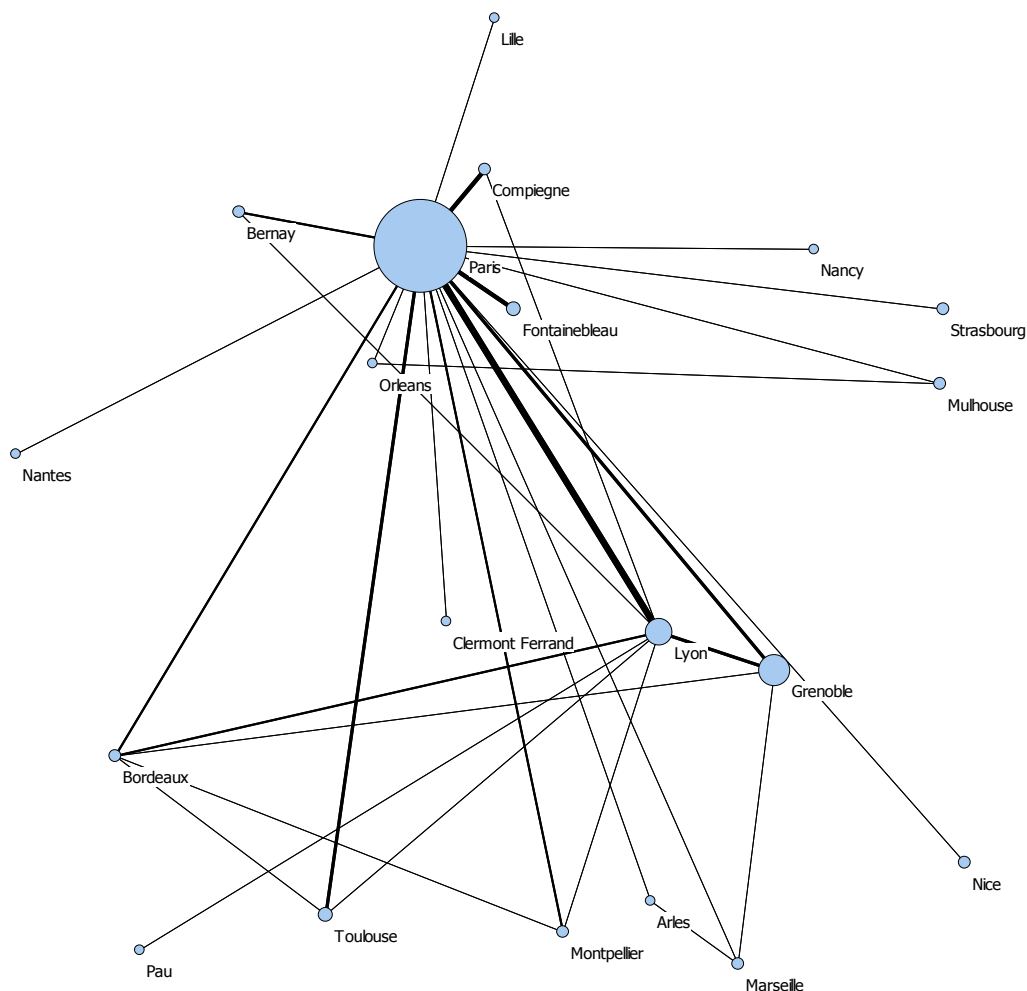 Lille
Compiegne
Bernay
Paris
Nancy
Fontainebleau
Strasbourg
Orleans
Mulhouse
Nantes
Clermont Ferrand
Lyon
Grenoble
Bordeaux
Nice
Arles
Toulouse
Montpellier
Pau
Marseille